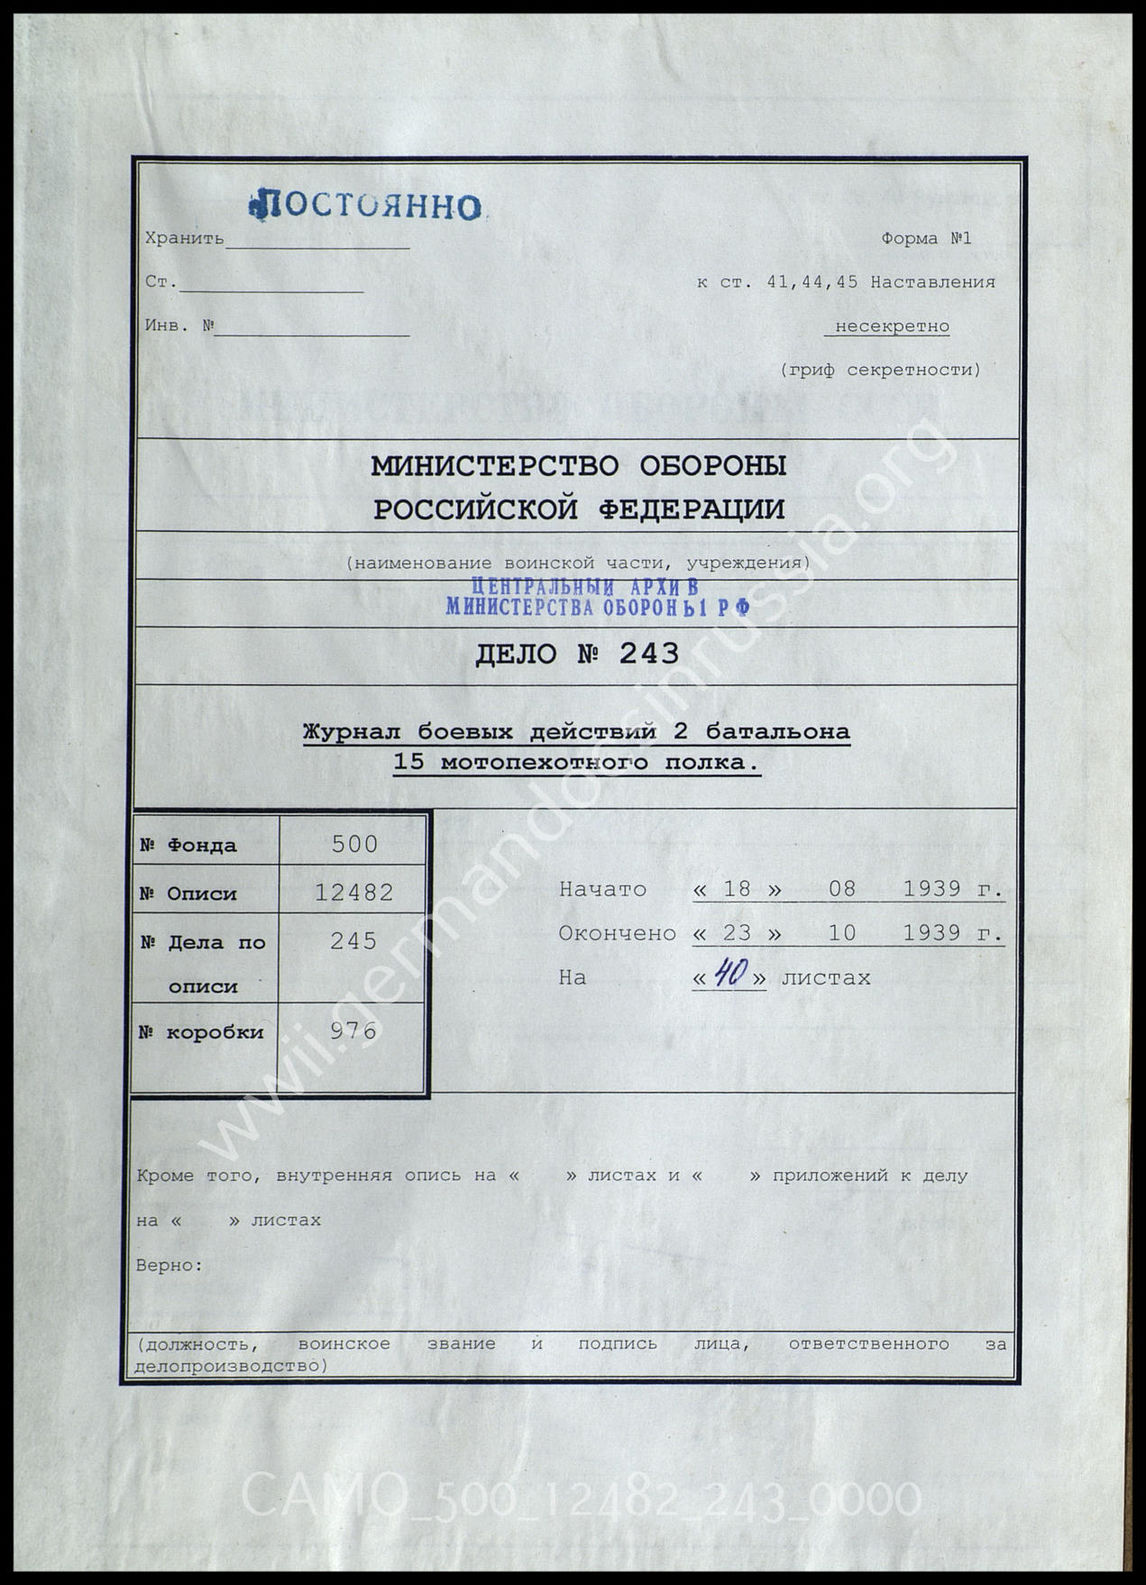 ПОСТОЯННО
Хранить
Форма №1
Ст.
к ст. 41,44,45 Наставления
Инв. №
несекретно
(гриф секретности)
МИНИСТЕРСТВО ОБОРОНЫ
РОССИЙСКОЙ ФЕДЕРАЦИИ
(наименование воинской части, учреждения)
ЦЕНТРАЛЬНЫЙ АРХИВ
МИНИСТЕРСТВА ОБОРОНЫ РФ
ДЕЛО № 243
Журнал боевых действий 2 батальона
15 мотопехотного полка.
№ Фонда 500
№ Описи 12482
№ Дела по 245
описи
№ коробки 976
Начато « 18 » 08 1939 г.
Окончено « 23 » 10 1939 г.
На «40» листах
Кроме того, внутренняя опись на « » листах и « » приложений к делу
на « » листах
Верно:
(должность, воинское звание и подпись лица, ответственного за
делопроизводство)
wwii.germandocsinrussia.org
CAMO_500_12482_243_0000